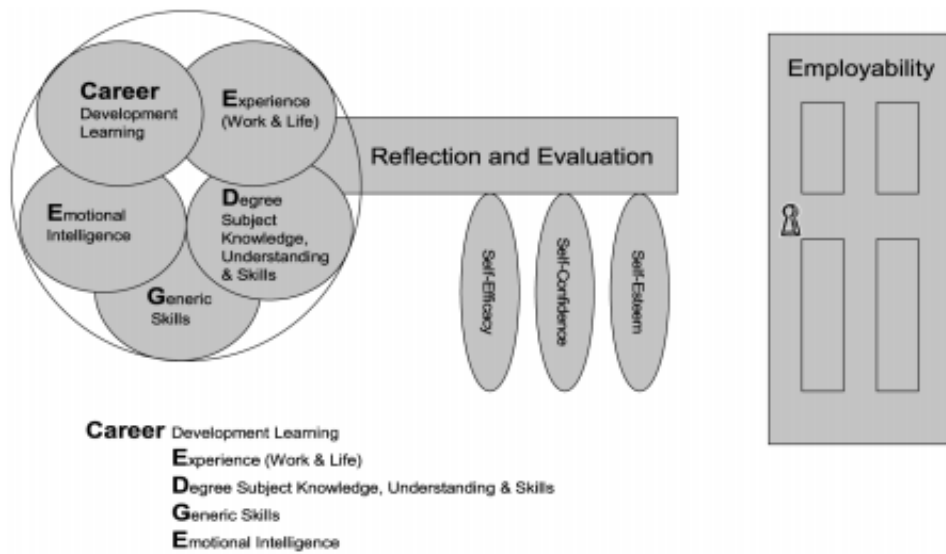 Career
Development
Learning
Experience
(Work & Life)
Emotional
Intelligence
Degree
Subject
Knowledge,
Understanding
& Skills
Generic
Skills
Reflection and Evaluation
Self-Efficacy
Self-Confidence
Self-Esteem
Employability
Career Development Learning
Experience (Work & Life)
Degree Subject Knowledge, Understanding & Skills
Generic Skills
Emotional Intelligence